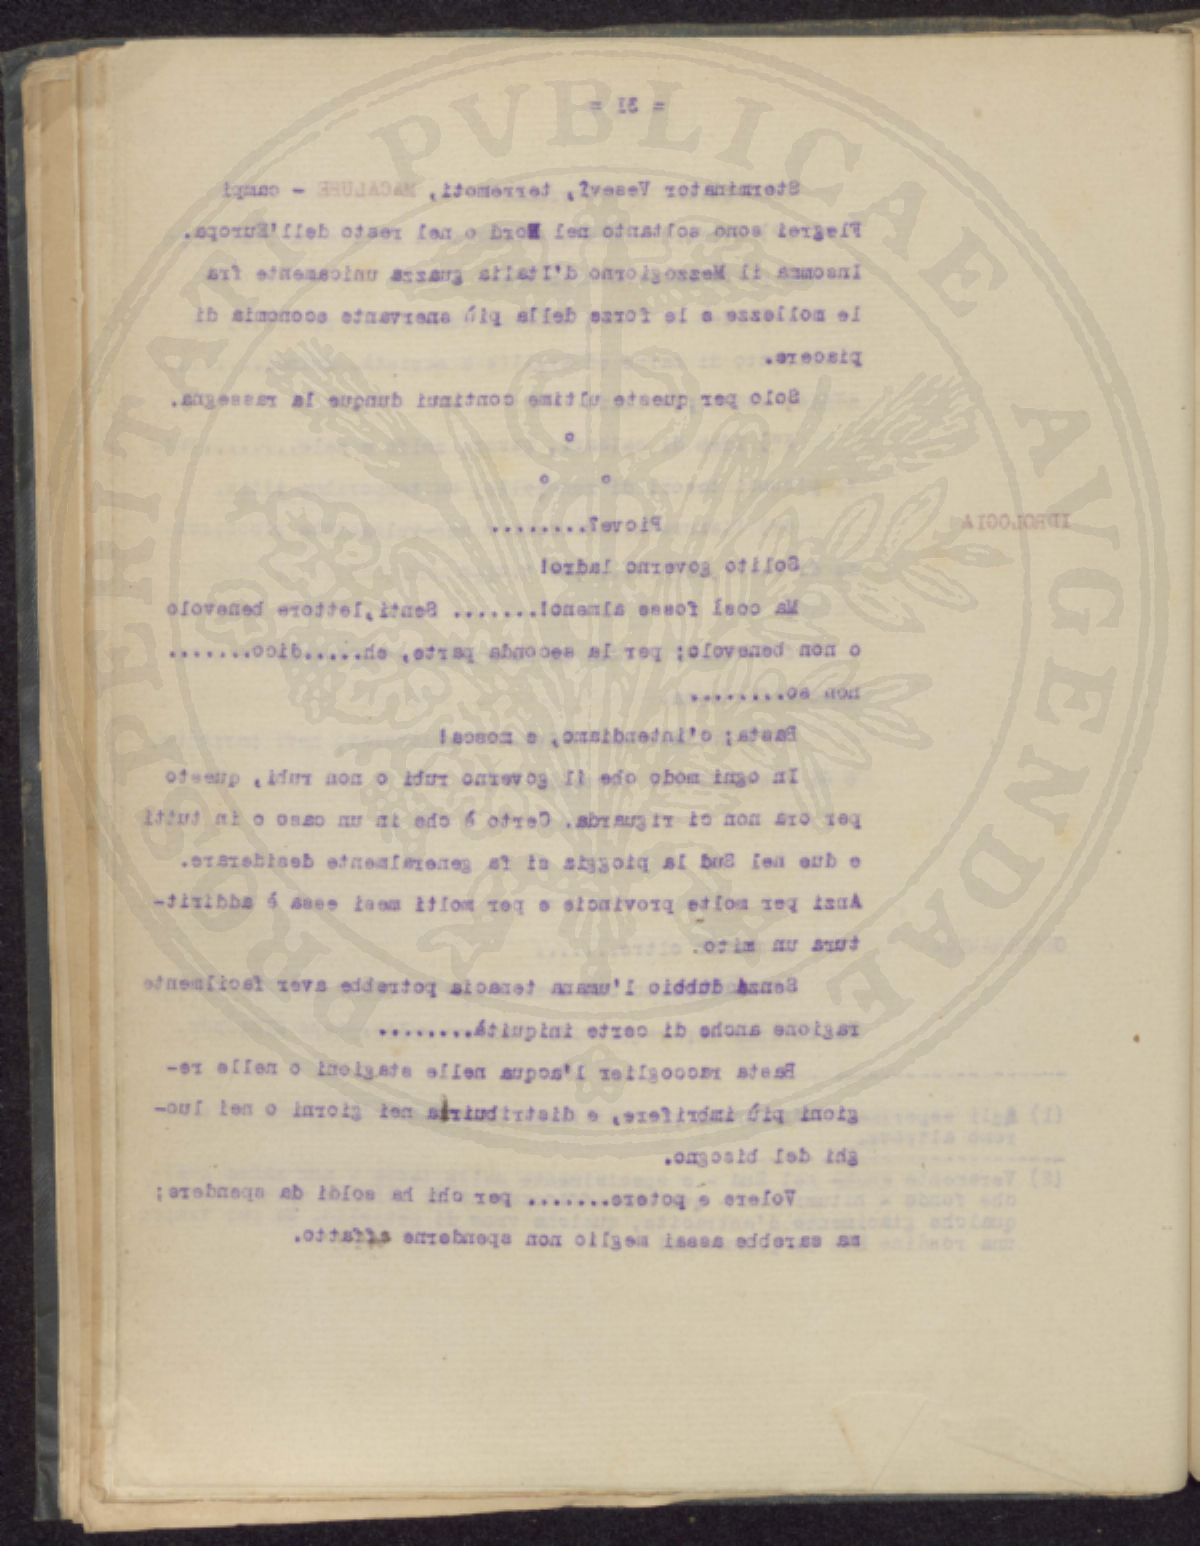 = 31 =
Sterminator Vesev?, terremoti, MACALUBE - campi
Flegrei sono soltanto nel Nord o nel resto dell'Europa.
Insomma il Mezzogiorno d'Italia guazza unicamente fra
le mollezze e le forze della più snervante economia di
piacere.
Solo per queste ultime continui dunque la rassegna.
°
° °
IDROLOGIA
Piove?........
Solito governo ladro!
Ma così fosse almeno!....... Senti,lettore benevolo
o non benevolo; per la seconda parte, eh.....dico.......
non so.........
Basta; c'intendiamo, e mosca!
In ogni modo che il governo rubi o non rubi, questo
per ora non ci riguarda. Certo è che in un caso o in tutti
e due nel Sud la pioggia si fa generalmente desiderare.
Anzi per molte provincie e per molti mesi essa è addirit-
tura un mito.
Senza dubbio l'umana tenacia potrebbe aver facilmente
ragione anche di certe iniquità........
Basta raccoglier l'acqua nelle stagioni o nelle re-
gioni più imbrifere, e distribuirla nei giorni o nei luo-
ghi del bisogno.
Volere e potere....... per chi ha soldi da spendere;
ma sarebbe assai meglio non spenderne affatto.
PROSPERITATI PVBLICAE AVGENDAE